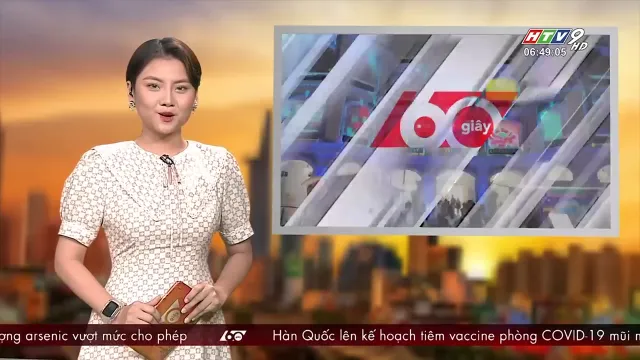 HTV9 HD
06:49:05
60 giây
ợng arsenic vượt mức cho phép 60 Hàn Quốc lên kế hoạch tiêm vaccine phòng COVID-19 mũi n